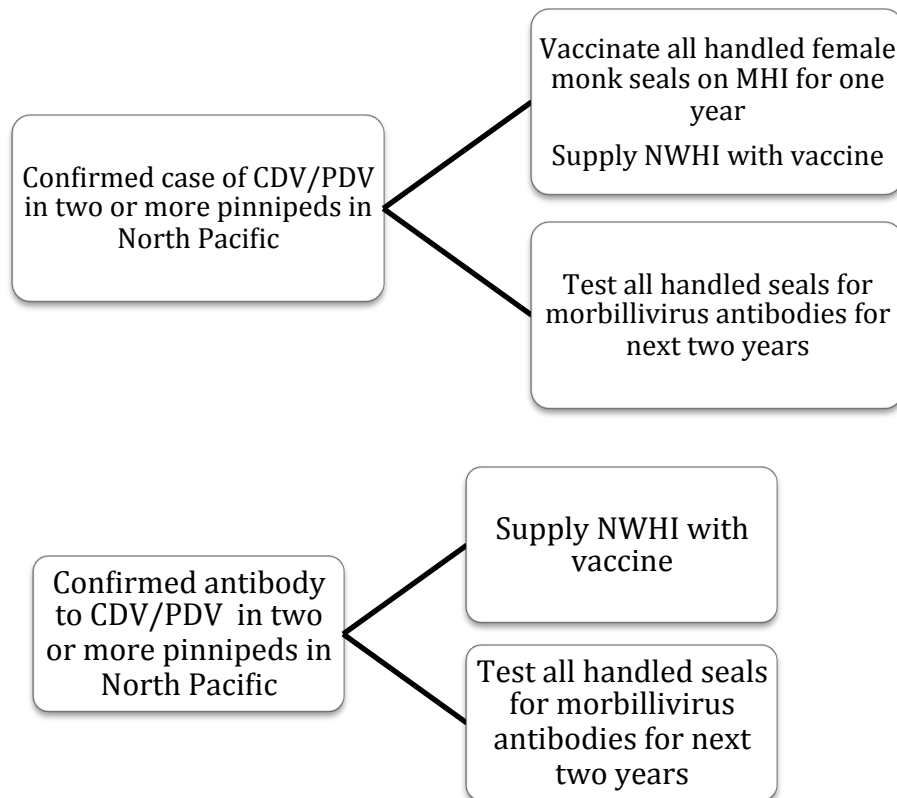 Vaccinate all handled female
monk seals on MHI for one
year
Supply NWHI with vaccine
Confirmed case of CDV/PDV
in two or more pinnipeds in
North Pacific
Test all handled seals for
morbillivirus antibodies for
next two years
Supply NWHI with
vaccine
Confirmed antibody
to CDV/PDV in two
or more pinnipeds in
North Pacific
Test all handled seals
for morbillivirus
antibodies for next
two years